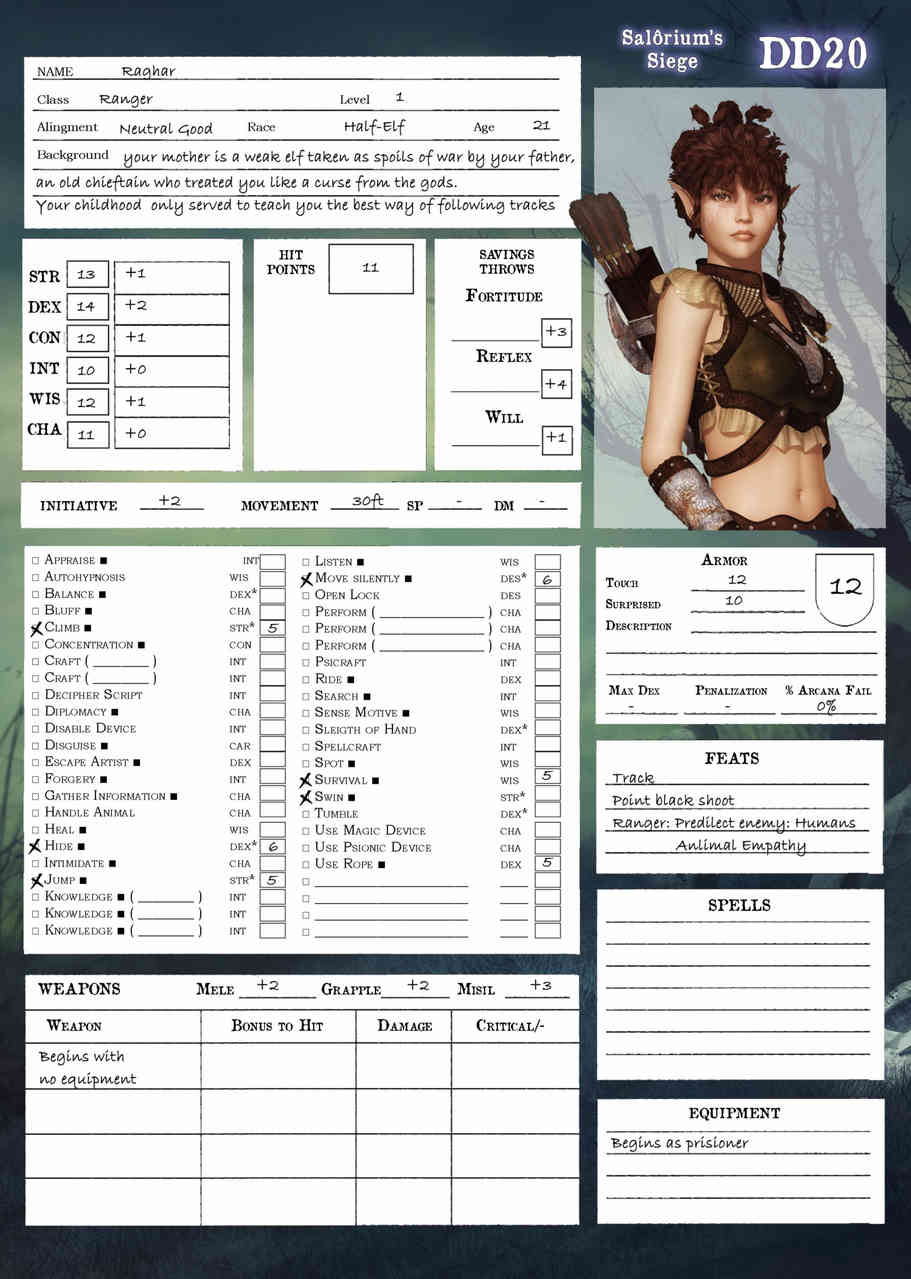 Salôrium's
Siege
DD20
NAME Raghar
Class Ranger Level 1
Alingment Neutral Good Race Half-Elf Age 21
Background your mother is a weak elf taken as spoils of war by your father,
an old chieftain who treated you like a curse from the gods.
Your childhood only served to teach you the best way of following tracks
STR 13 +1
DEX 14 +2
CON 12 +1
INT 10 +0
WIS 12 +1
CHA 11 +0
HIT
POINTS
11
SAVINGS
THROWS
FORTITUDE
+3
REFLEX
+4
WILL
+1
INITIATIVE +2 MOVEMENT 30ft SP - DM -
□ APPRAISE ■ INT
□ AUTOHYPNOSIS WIS
□ BALANCE ■ DEX*
□ BLUFF ■ CHA
✗ CLIMB ■ STR* 5
□ CONCENTRATION ■ CON
□ CRAFT ( ________ ) INT
□ CRAFT ( ________ ) INT
□ DECIPHER SCRIPT INT
□ DIPLOMACY ■ CHA
□ DISABLE DEVICE INT
□ DISGUISE ■ CAR
□ ESCAPE ARTIST ■ DEX
□ FORGERY ■ INT
□ GATHER INFORMATION ■ CHA
□ HANDLE ANIMAL CHA
□ HEAL ■ WIS
✗ HIDE ■ DEX* 6
□ INTIMIDATE ■ CHA
✗ JUMP ■ STR* 5
□ KNOWLEDGE ■ ( ________ ) INT
□ KNOWLEDGE ■ ( ________ ) INT
□ KNOWLEDGE ■ ( ________ ) INT
□ LISTEN ■ WIS
✗ MOVE SILENTLY ■ DES* 6
□ OPEN LOCK DES
□ PERFORM ( ________ ) CHA
□ PERFORM ( ________ ) CHA
□ PERFORM ( ________ ) CHA
□ PSICRAFT INT
□ RIDE ■ DEX
□ SEARCH ■ INT
□ SENSE MOTIVE ■ WIS
□ SLEIGTH OF HAND DEX*
□ SPELLCRAFT INT
□ SPOT ■ WIS
✗ SURVIVAL ■ WIS 5
✗ SWIN ■ STR*
□ TUMBLE DEX*
□ USE MAGIC DEVICE CHA
□ USE PSIONIC DEVICE CHA
□ USE ROPE ■ DEX 5
ARMOR
TOUCH 12
SURPRISED 10
12
DESCRIPTION
MAX DEX PENALIZATION % ARCANA FAIL
- - 0%
FEATS
Track
Point black shoot
Ranger: Predilect enemy: Humans
Anlimal Empathy
SPELLS
WEAPONS MELE +2 GRAPPLE +2 MISIL +3
WEAPON BONUS TO HIT DAMAGE CRITICAL/-
Begins with
no equipment
EQUIPMENT
Begins as prisioner